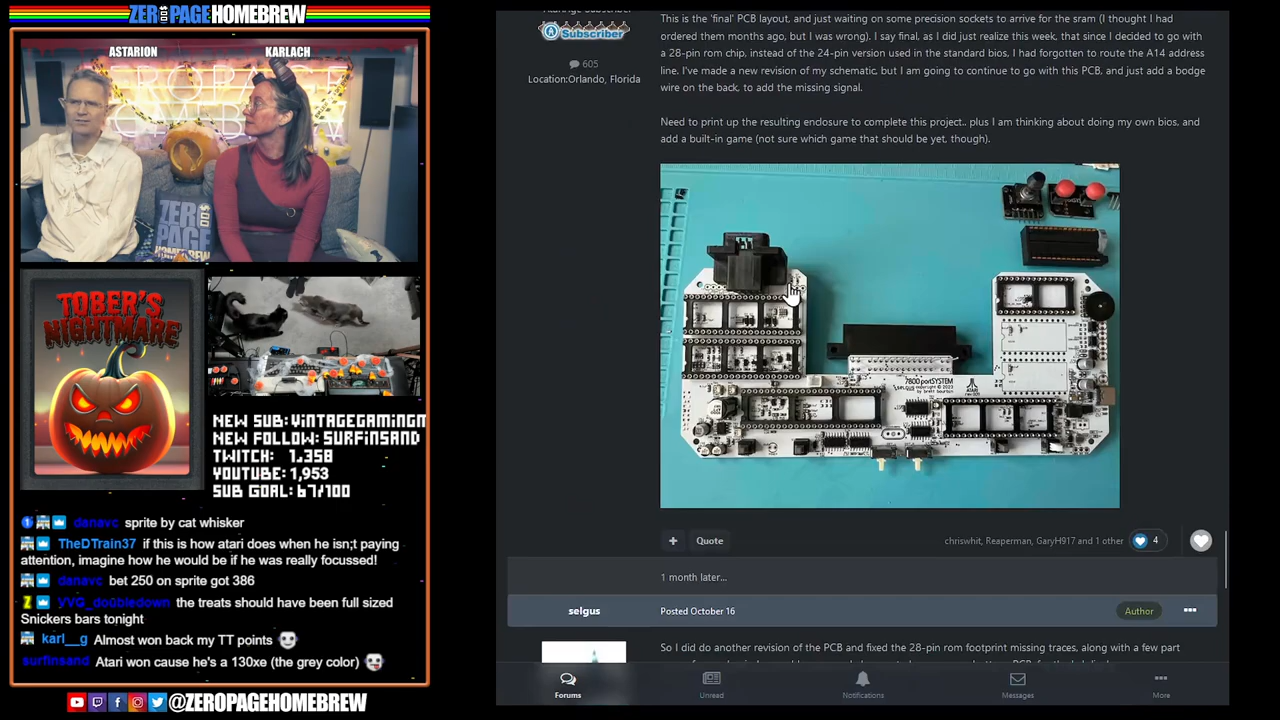 ZERO PAGE HOMEBREW
ASTARION
KARLACH
ZERO
PAGE
HOMEBREW
TOBER'S
NIGHTMARE
NEW SUB: VINTAGEGAMINGM
NEW FOLLOW: SURFINSAND
TWITCH: 1,358
YOUTUBE: 1,953
SUB GOAL: 67/100
danavc sprite by cat whisker
TheDTrain37 if this is how atari does when he isn;t paying
attention, imagine how he would be if he was really focussed!
danavc bet 250 on sprite got 386
VVG_doubledown the treats should have been full sized
Snickers bars tonight
karl__g Almost won back my TT points
surfinsand Atari won cause he's a 130xe (the grey color)
@ZEROPAGEHOMEBREW
Subscriber
605
Location:Orlando, Florida
This is the 'final' PCB layout, and just waiting on some precision sockets to arrive for the sram (I thought I had
ordered them months ago, but I was wrong). I say final, as I did just realize this week, that since I decided to go with
a 28-pin rom chip, instead of the 24-pin version used in the standard bios, I had forgotten to route the A14 address
line. I've made a new revision of my schematic, but I am going to continue to go with this PCB, and just add a bodge
wire on the back, to add the missing signal.
Need to print up the resulting enclosure to complete this project.. plus I am thinking about doing my own bios, and
add a built-in game (not sure which game that should be yet, though).
7800 portSYSTEM
ATARI
+ Quote
chriswhit, Reaperman, GaryH917 and 1 other
4
1 month later...
selgus
Posted October 16
Author
So I did do another revision of the PCB and fixed the 28-pin rom footprint missing traces, along with a few part
Forums
Unread
Notifications
Messages
More